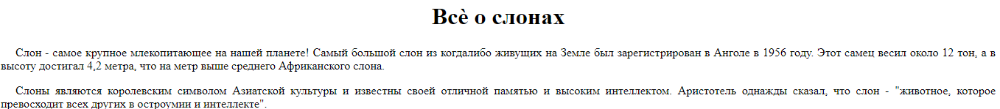 Всѐ о слонах
Слон - самое крупное млекопитающее на нашей планете! Самый большой слон из когдалибо живущих на Земле был зарегистрирован в Анголе в 1956 году. Этот самец весил около 12 тон, а в
высоту достигал 4,2 метра, что на метр выше среднего Африканского слона.
Слоны являются королевским символом Азиатской культуры и известны своей отличной памятью и высоким интеллектом. Аристотель однажды сказал, что слон - "животное, которое
превосходит всех других в остроумии и интеллекте".